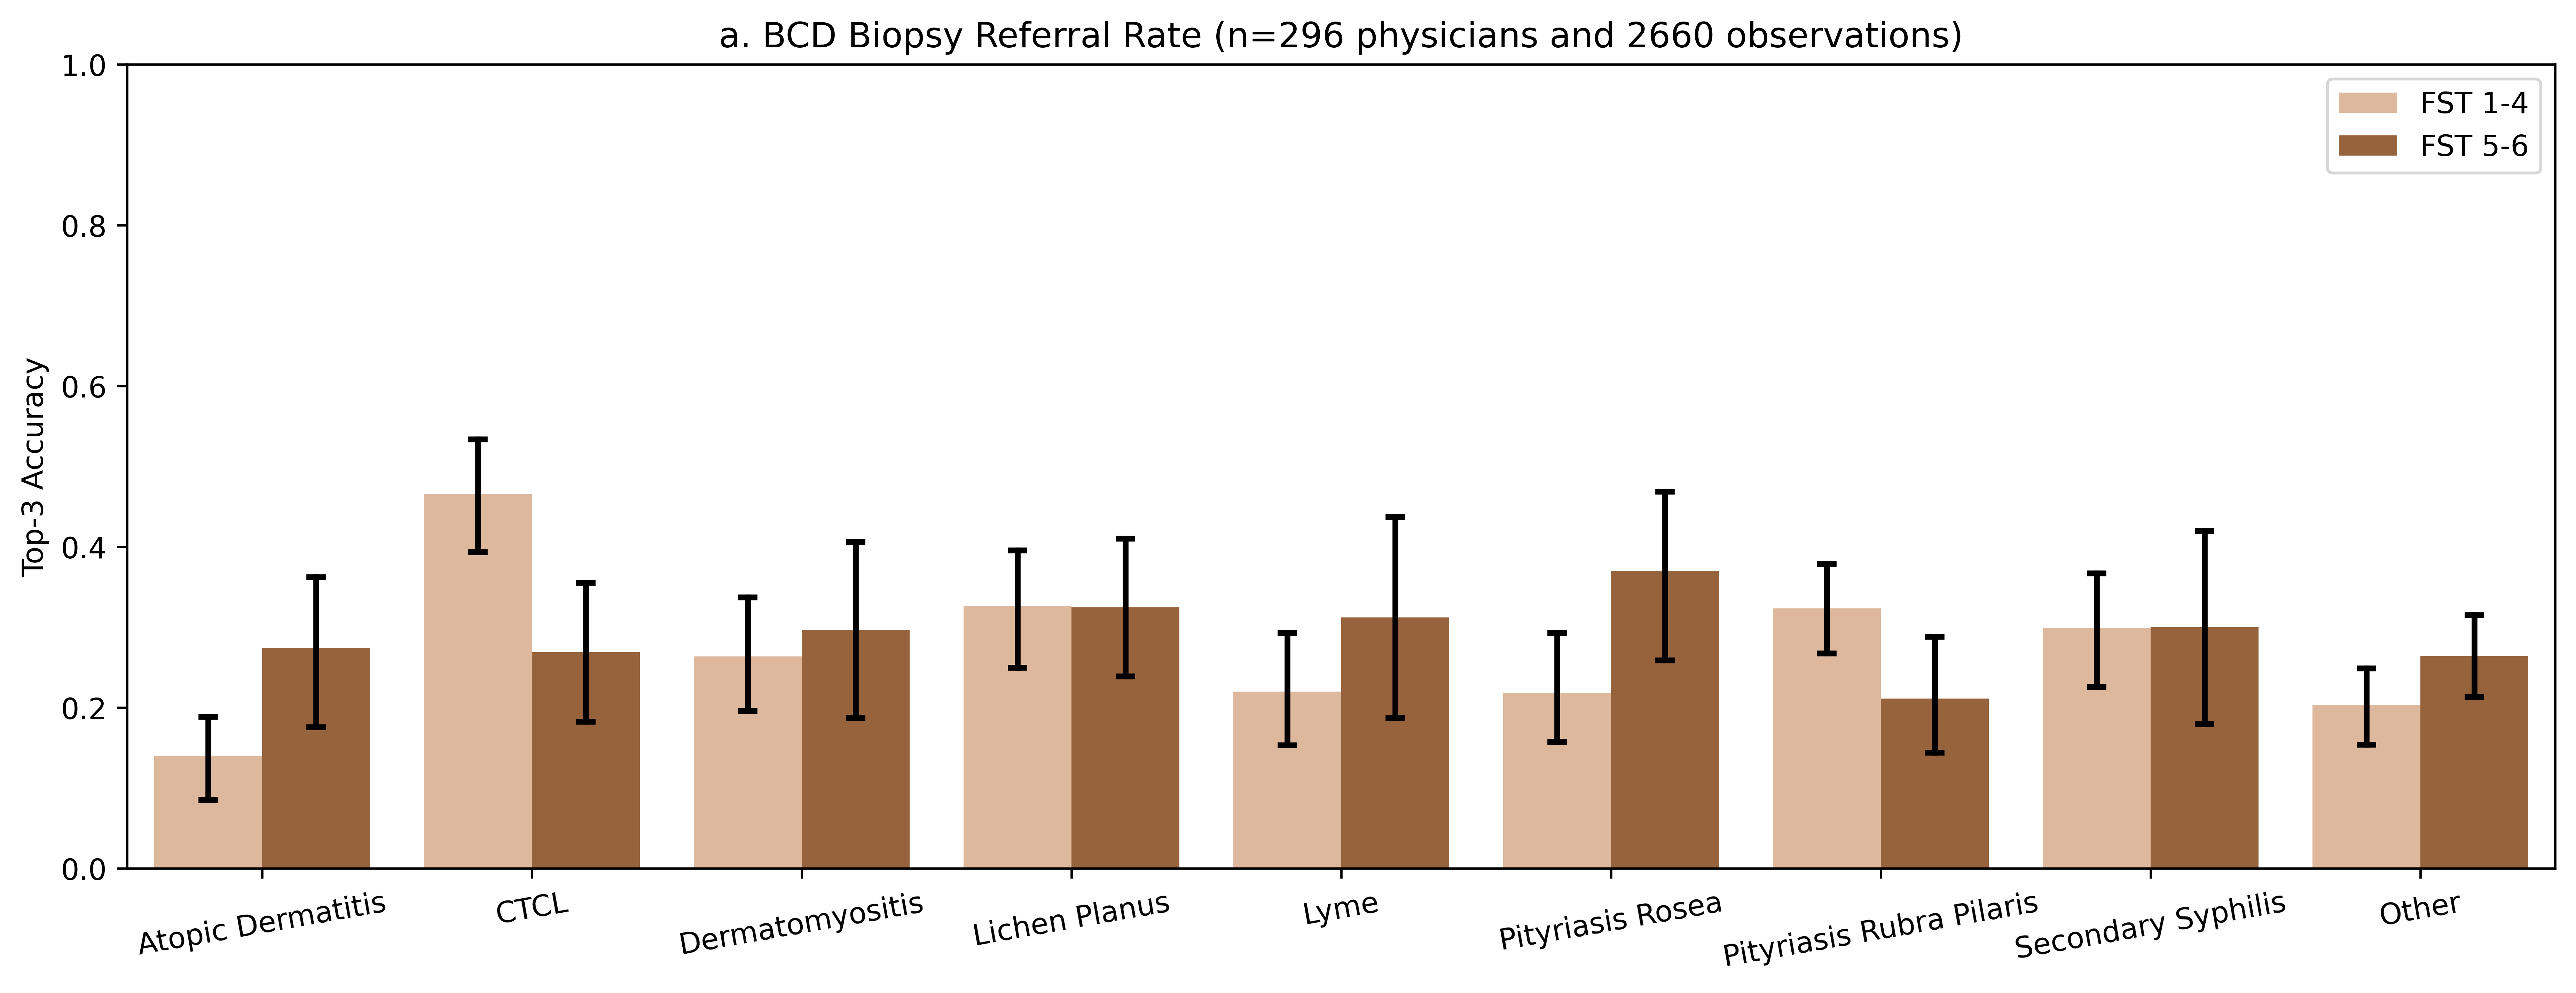 a. BCD Biopsy Referral Rate (n=296 physicians and 2660 observations)
FST 1-4
FST 5-6
Top-3 Accuracy
1.0
0.8
0.6
0.4
0.2
0.0
Atopic Dermatitis
CTCL
Dermatomyositis
Lichen Planus
Lyme
Pityriasis Rosea
Pityriasis Rubra Pilaris
Secondary Syphilis
Other